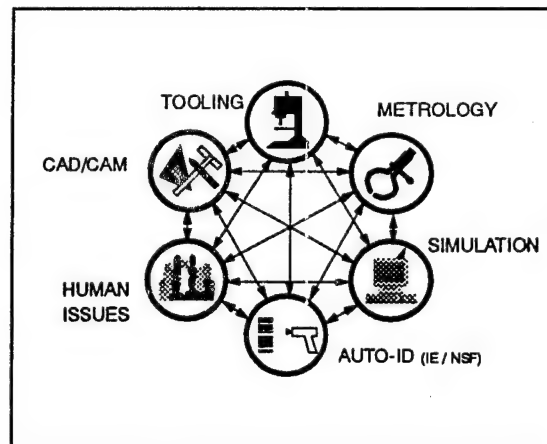 TOOLING
METROLOGY
CAD/CAM
SIMULATION
HUMAN
ISSUES
AUTO-ID (IE / NSF)